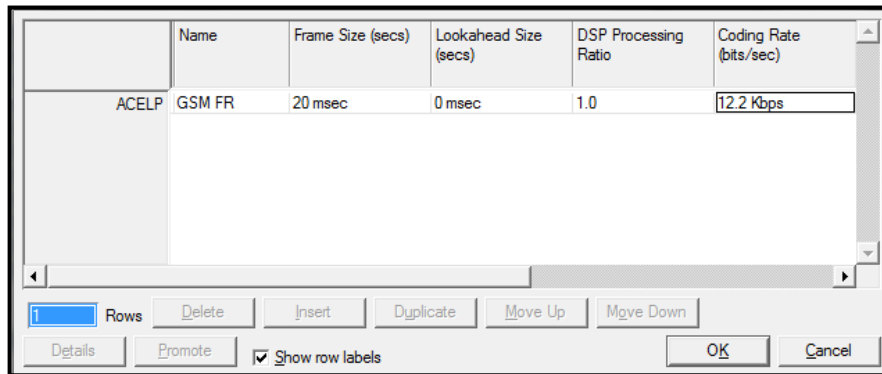 Name Frame Size (secs) Lookahead Size (secs) DSP Processing Ratio Coding Rate (bits/sec)
ACELP GSM FR 20 msec 0 msec 1.0 12.2 Kbps
1 Rows Delete Insert Duplicate Move Up Move Down
Details Promote Show row labels OK Cancel